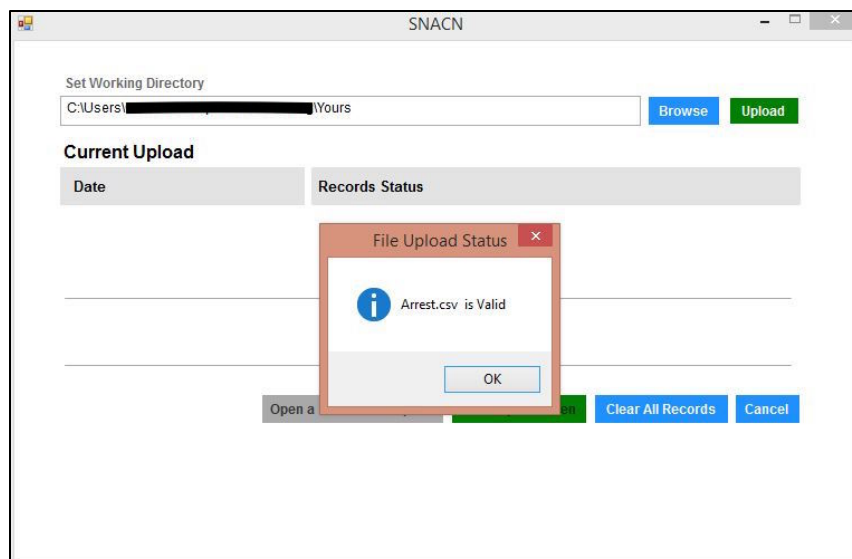 SNACN
Set Working Directory
C:\Users\ \Yours
Browse
Upload
Current Upload
Date
Records Status
File Upload Status
Arrest.csv is Valid
OK
Open a
Clear All Records
Cancel